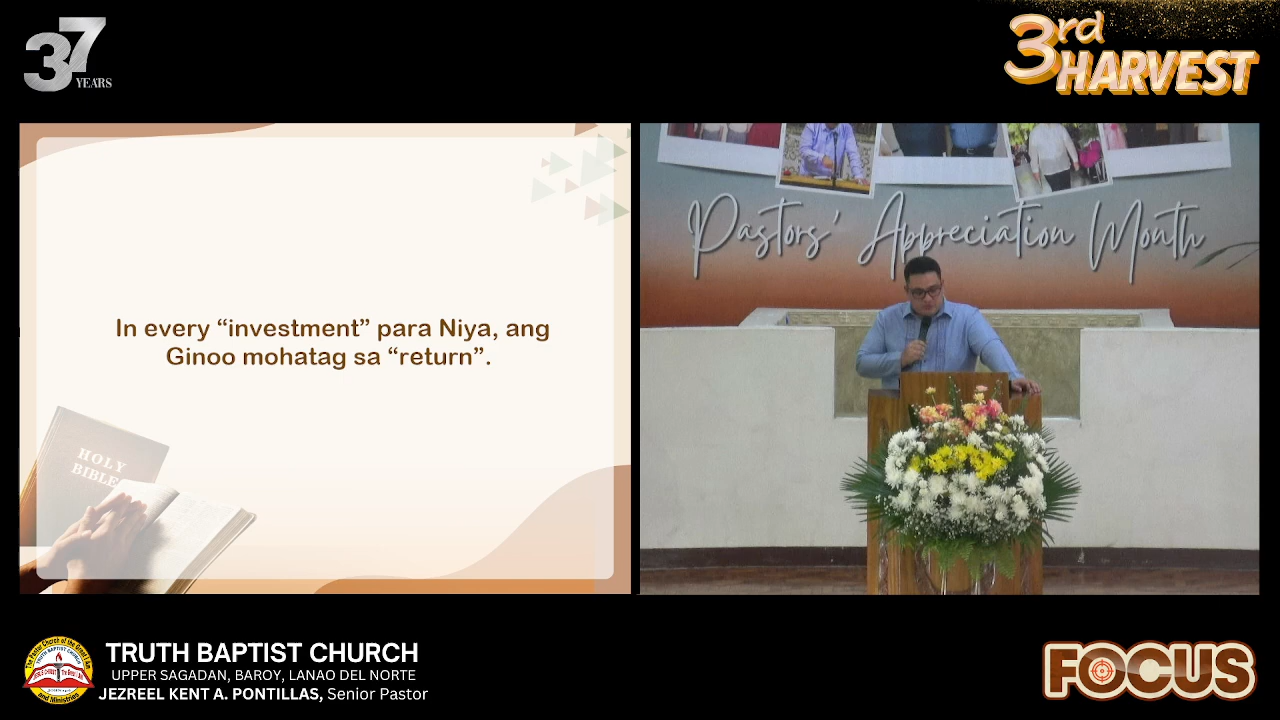 37
YEARS
3rd
HARVEST
In every “investment” para Niya, ang
Ginoo mohatag sa “return”.
HOLY
BIBLE
Pastors' Appreciation Month
TRUTH BAPTIST CHURCH
UPPER SAGADAN, BAROY, LANAO DEL NORTE
JEZREEL KENT A. PONTILLAS, Senior Pastor
FOCUS